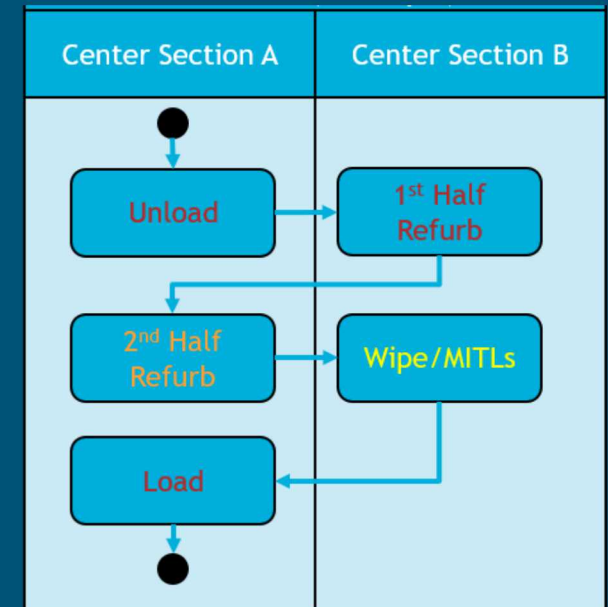 Center Section A
Center Section B
Unload
1st Half
Refurb
2nd Half
Refurb
Wipe/MITLs
Load